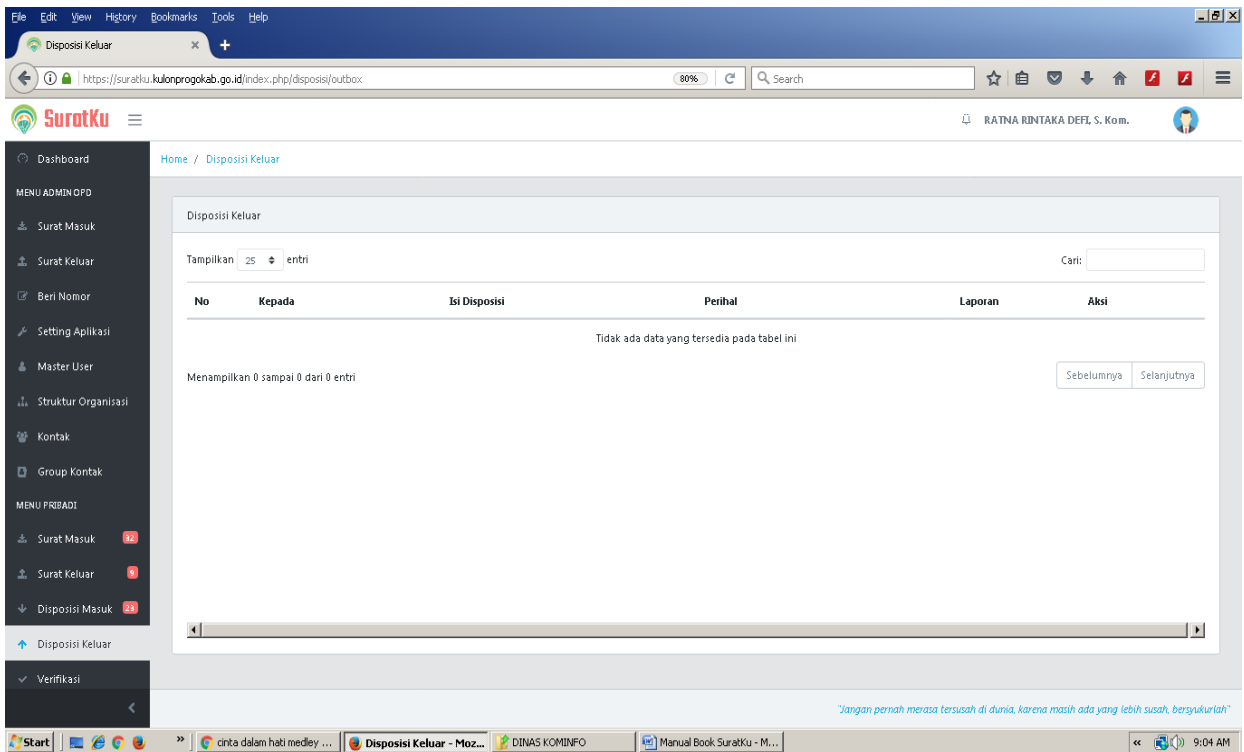 File Edit View History Bookmarks Tools Help
Disposisi Keluar
https://suratku.kulonprogokab.go.id/index.php/disposisi/outbox 80% Search
SuratKu RATNA RINTAKA DEFI, S. Kom.
Dashboard
Home / Disposisi Keluar
MENU ADMIN OPD
Surat Masuk
Surat Keluar
Beri Nomor
Setting Aplikasi
Master User
Struktur Organisasi
Kontak
Group Kontak
MENU PRIBADI
Surat Masuk 32
Surat Keluar 9
Disposisi Masuk 23
Disposisi Keluar
Verifikasi
Disposisi Keluar
Tampilkan 25 entri Cari:
No Kepada Isi Disposisi Perihal Laporan Aksi
Tidak ada data yang tersedia pada tabel ini
Menampilkan 0 sampai 0 dari 0 entri Sebelumnya Selanjutnya
"Jangan pernah merasa tersusah di dunia, karena masih ada yang lebih susah, bersyukurlah"
Start cinta dalam hati medley ... Disposisi Keluar - Moz... DINAS KOMINFO Manual Book SuratKu - M... 9:04 AM